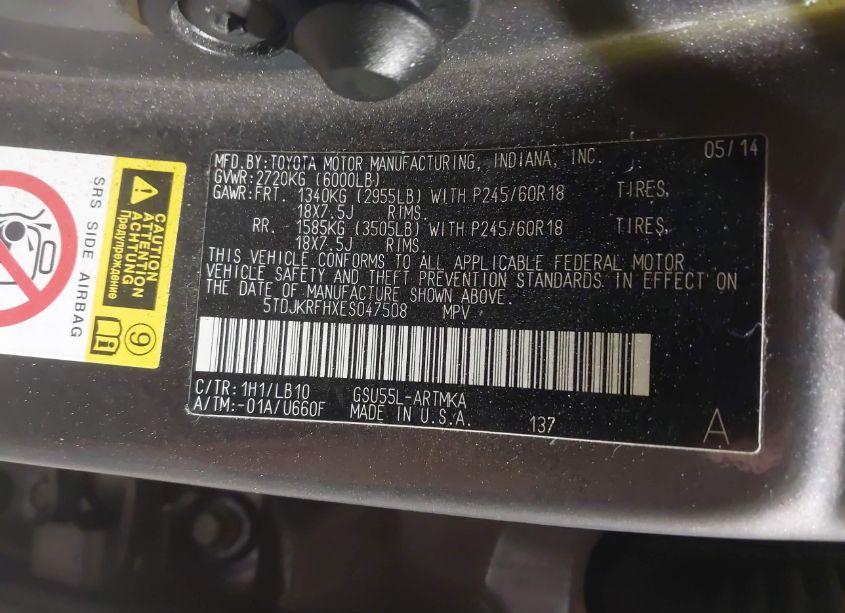 MFD.BY: TOYOTA MOTOR MANUFACTURING, INDIANA, INC. 05/14
GVWR: 2720KG (6000LB)
GAWR: FRT. 1340KG (2955LB) WITH P245/60R18 TIRES,
18X7.5J RIMS.
RR. 1585KG (3505LB) WITH P245/60R18 TIRES,
18X7.5J RIMS.
THIS VEHICLE CONFORMS TO ALL APPLICABLE FEDERAL MOTOR
VEHICLE SAFETY AND THEFT PREVENTION STANDARDS IN EFFECT ON
THE DATE OF MANUFACTURE SHOWN ABOVE.
5TDJKRFHXES047508 MPV
C/TR: 1H1/LB10 GSU55L-ARTMKA
A/TM:-01A/U660F MADE IN U.S.A. 137
A
CAUTION
ATTENTION
ACHTUNG
Предупреждение
SRS SIDE AIRBAG
9
i